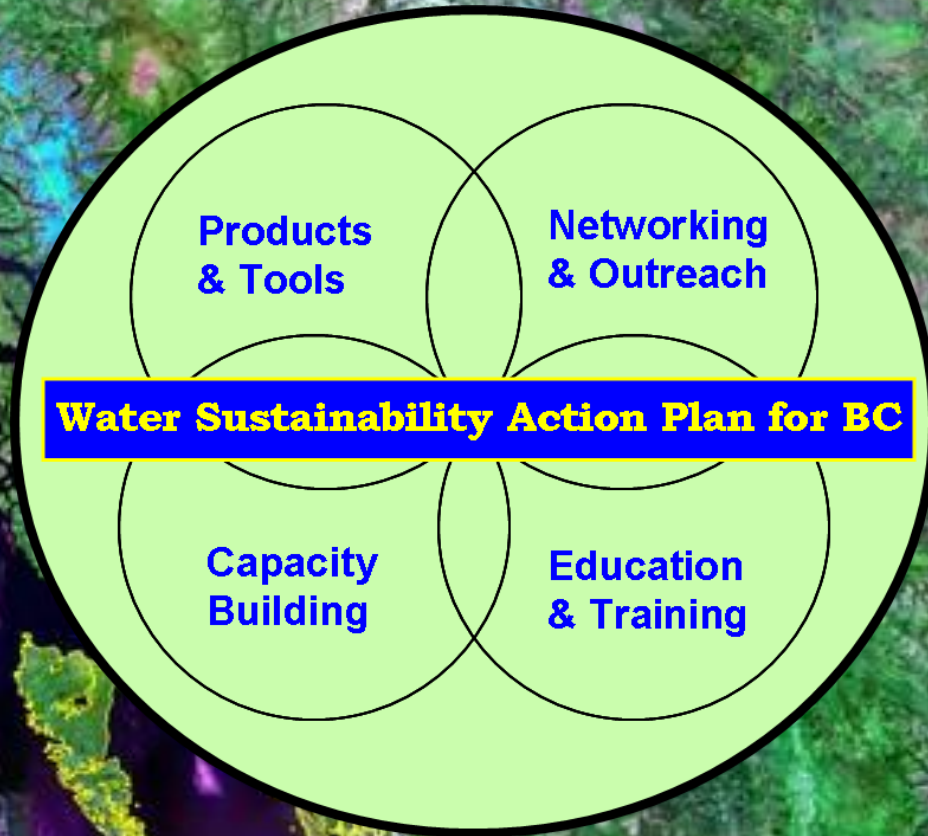 Products
& Tools
Networking
& Outreach
Water Sustainability Action Plan for BC
Capacity
Building
Education
& Training